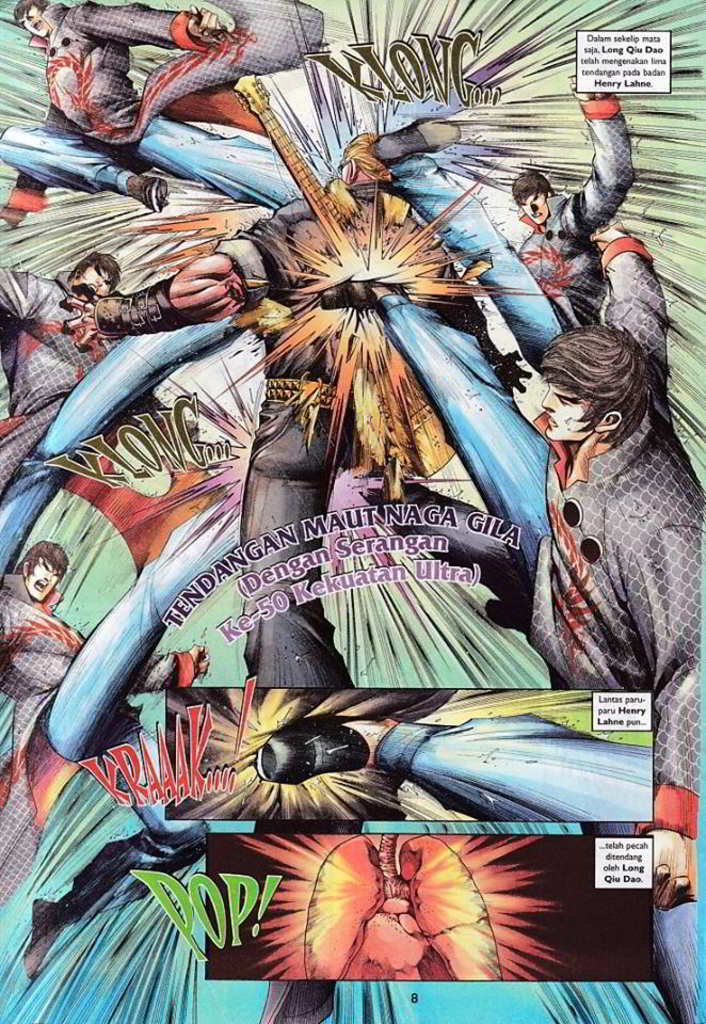 KLONG....
Dalam sekelip mata
saja, Long Qiu Dao
telah mengenakan lima
tendangan pada badan
Henry Lahne.
KLONG....
TENDANGAN MAUT NAGA GILA
(Dengan Serangan
Ke-50 Kekuatan Ultra)
Lantas paru-
paru Henry
Lahne pun...
KRAAAK....!
...telah pecah
ditendang
oleh Long
Qiu Dao.
POP!
8